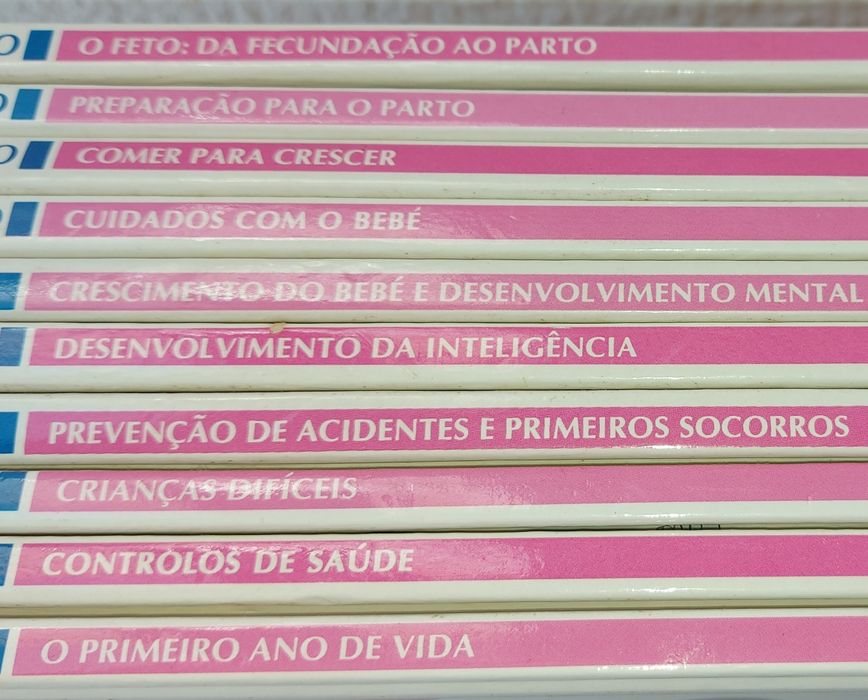 O FETO: DA FECUNDAÇÃO AO PARTO
PREPARAÇÃO PARA O PARTO
COMER PARA CRESCER
CUIDADOS COM O BEBÉ
CRESCIMENTO DO BEBÉ E DESENVOLVIMENTO MENTAL
DESENVOLVIMENTO DA INTELIGÊNCIA
PREVENÇÃO DE ACIDENTES E PRIMEIROS SOCORROS
CRIANÇAS DIFÍCEIS
CONTROLOS DE SAÚDE
O PRIMEIRO ANO DE VIDA